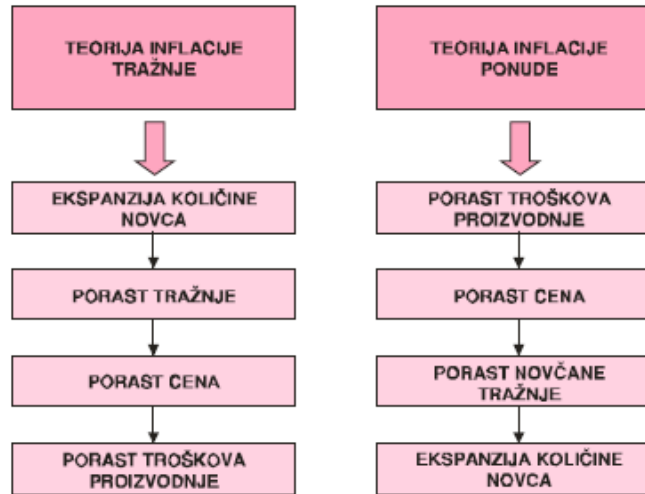 TEORIJA INFLACIJE
TRAŽNJE
EKSPANZIJA KOLIČINE
NOVCA
PORAST TRAŽNJE
PORAST CENA
PORAST TROŠKOVA
PROIZVODNJE
TEORIJA INFLACIJE
PONUDE
PORAST TROŠKOVA
PROIZVODNJE
PORAST CENA
PORAST NOVČANE
TRAŽNJE
EKSPANZIJA KOLIČINE
NOVCA